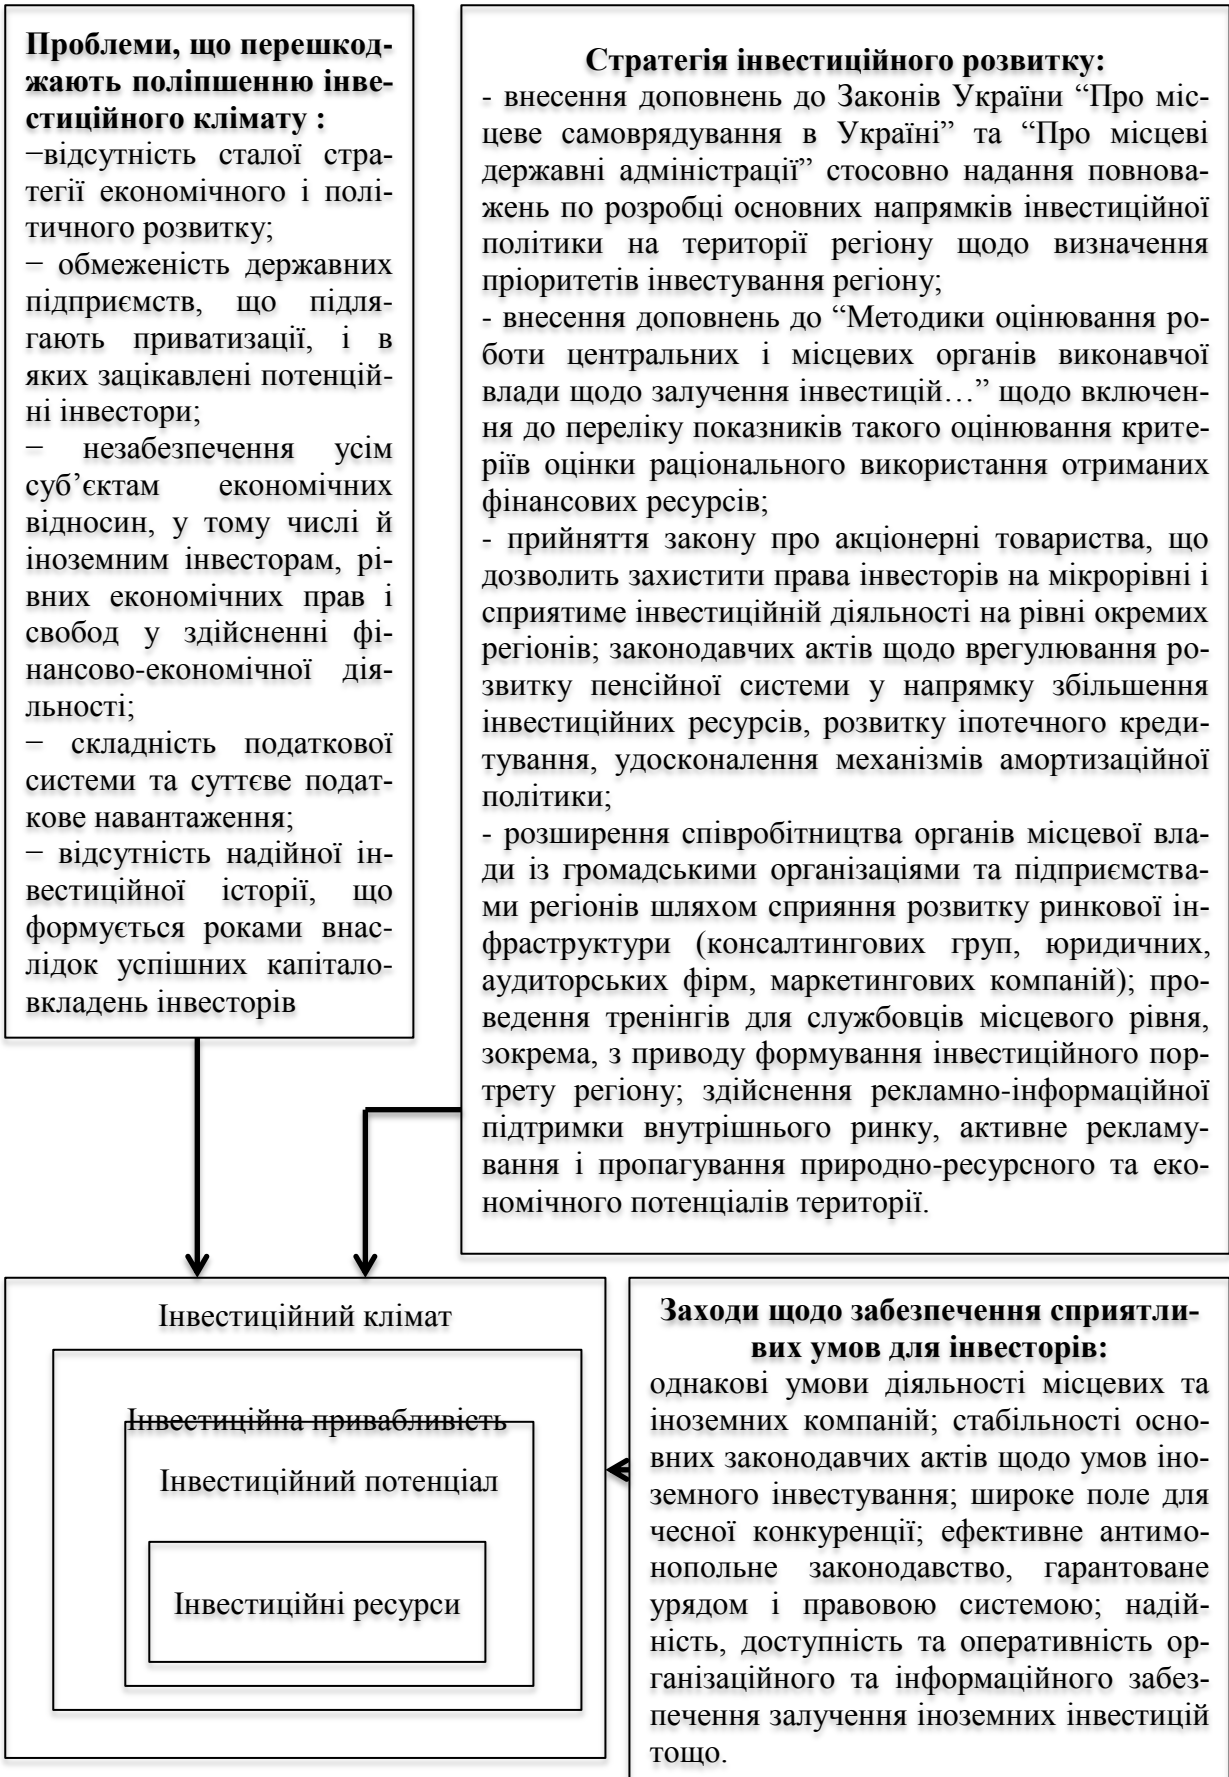 Проблеми, що перешкод-
жають поліпшенню інве-
стиційного клімату :
−відсутність сталої стра-
тегії економічного і полі-
тичного розвитку;
− обмеженість державних
підприємств, що підля-
гають приватизації, і в
яких зацікавлені потенцій-
ні інвестори;
− незабезпечення усім
суб’єктам економічних
відносин, у тому числі й
іноземним інвесторам, рі-
вних економічних прав і
свобод у здійсненні фі-
нансово-економічної дія-
льності;
− складність податкової
системи та суттєве подат-
кове навантаження;
− відсутність надійної ін-
вестиційної історії, що
формується роками внас-
лідок успішних капітало-
вкладень інвесторів
Стратегія інвестиційного розвитку:
- внесення доповнень до Законів України “Про міс-
цеве самоврядування в Україні” та “Про місцеві
державні адміністрації” стосовно надання повнова-
жень по розробці основних напрямків інвестиційної
політики на території регіону щодо визначення
пріоритетів інвестування регіону;
- внесення доповнень до “Методики оцінювання ро-
боти центральних і місцевих органів виконавчої
влади щодо залучення інвестицій…” щодо включен-
ня до переліку показників такого оцінювання крите-
ріїв оцінки раціонального використання отриманих
фінансових ресурсів;
- прийняття закону про акціонерні товариства, що
дозволить захистити права інвесторів на мікрорівні і
сприятиме інвестиційній діяльності на рівні окремих
регіонів; законодавчих актів щодо врегулювання ро-
звитку пенсійної системи у напрямку збільшення
інвестиційних ресурсів, розвитку іпотечного креди-
тування, удосконалення механізмів амортизаційної
політики;
- розширення співробітництва органів місцевої вла-
ди із громадськими організаціями та підприємства-
ми регіонів шляхом сприяння розвитку ринкової ін-
фраструктури (консалтингових груп, юридичних,
аудиторських фірм, маркетингових компаній); про-
ведення тренінгів для службовців місцевого рівня,
зокрема, з приводу формування інвестиційного пор-
трету регіону; здійснення рекламно-інформаційної
підтримки внутрішнього ринку, активне рекламу-
вання і пропагування природно-ресурсного та еко-
номічного потенціалів території.
Інвестиційний клімат
Інвестиційна привабливість
Інвестиційний потенціал
Інвестиційні ресурси
Заходи щодо забезпечення сприятли-
вих умов для інвесторів:
однакові умови діяльності місцевих та
іноземних компаній; стабільності осно-
вних законодавчих актів щодо умов іно-
земного інвестування; широке поле для
чесної конкуренції; ефективне антимо-
нопольне законодавство, гарантоване
урядом і правовою системою; надій-
ність, доступність та оперативність ор-
ганізаційного та інформаційного забез-
печення залучення іноземних інвестицій
тощо.